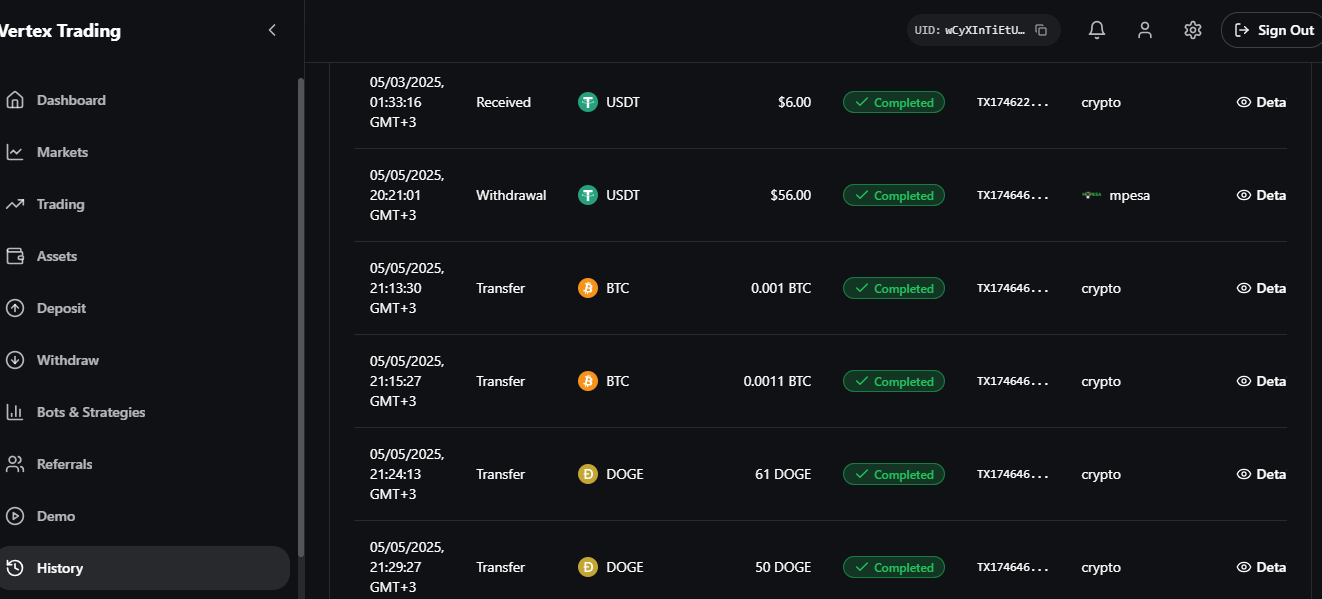 Vertex Trading
UID: wCyXInTiEtU…
Sign Out
Dashboard
Markets
Trading
Assets
Deposit
Withdraw
Bots & Strategies
Referrals
Demo
History
05/03/2025,
01:33:16
GMT+3
Received
USDT
$6.00
Completed
TX174622...
crypto
Deta
05/05/2025,
20:21:01
GMT+3
Withdrawal
USDT
$56.00
Completed
TX174646...
mpesa
Deta
05/05/2025,
21:13:30
GMT+3
Transfer
BTC
0.001 BTC
Completed
TX174646...
crypto
Deta
05/05/2025,
21:15:27
GMT+3
Transfer
BTC
0.0011 BTC
Completed
TX174646...
crypto
Deta
05/05/2025,
21:24:13
GMT+3
Transfer
DOGE
61 DOGE
Completed
TX174646...
crypto
Deta
05/05/2025,
21:29:27
GMT+3
Transfer
DOGE
50 DOGE
Completed
TX174646...
crypto
Deta